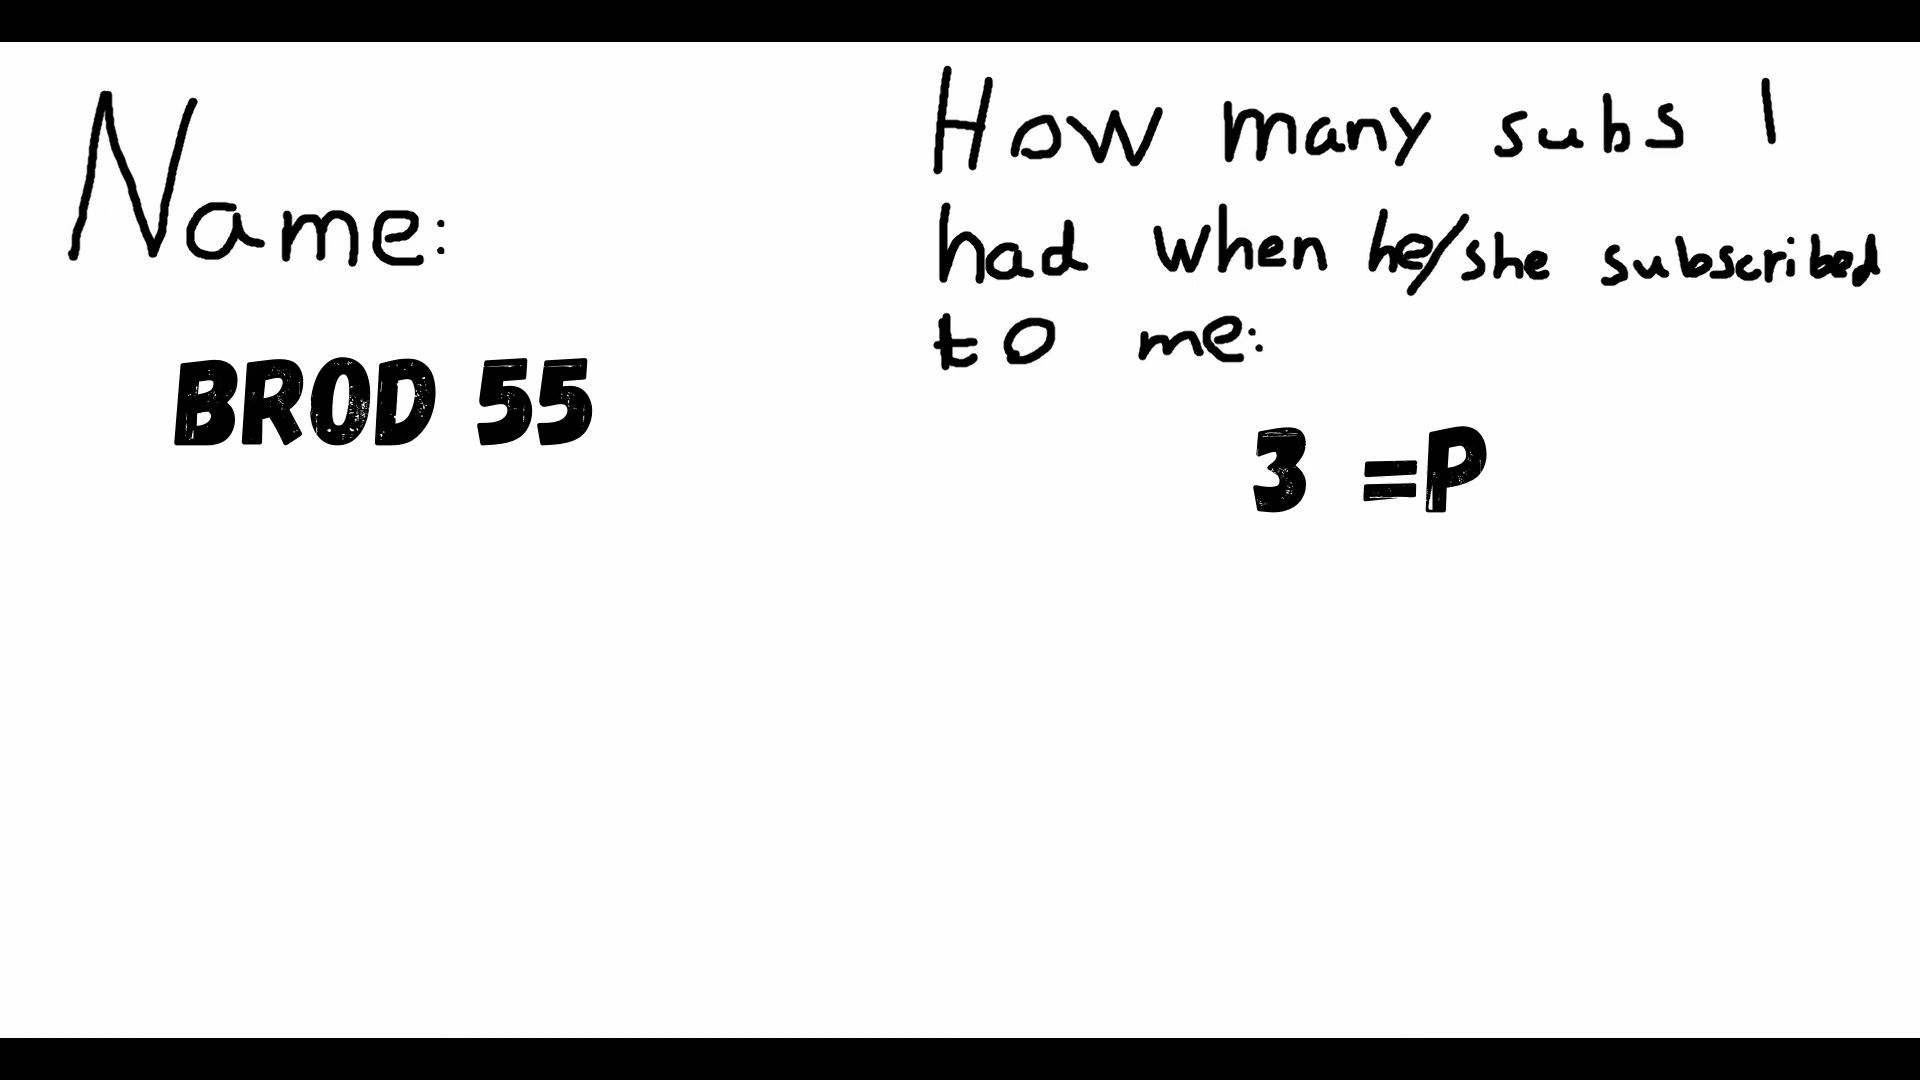 Name:
BROD 55
How many subs I
had when he/she subscribed
to me:
3 =P